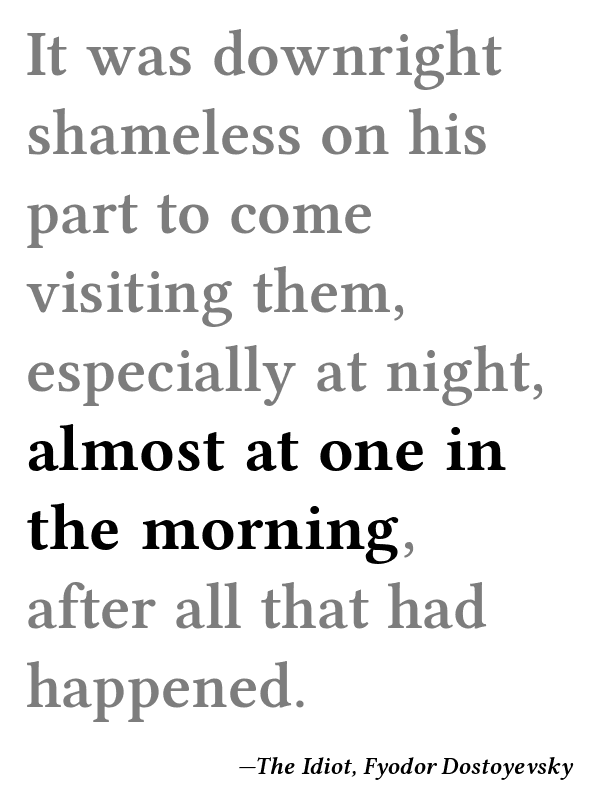 It was downright
shameless on his
part to come
visiting them,
especially at night,
almost at one in
the morning,
after all that had
happened.
—The Idiot, Fyodor Dostoyevsky